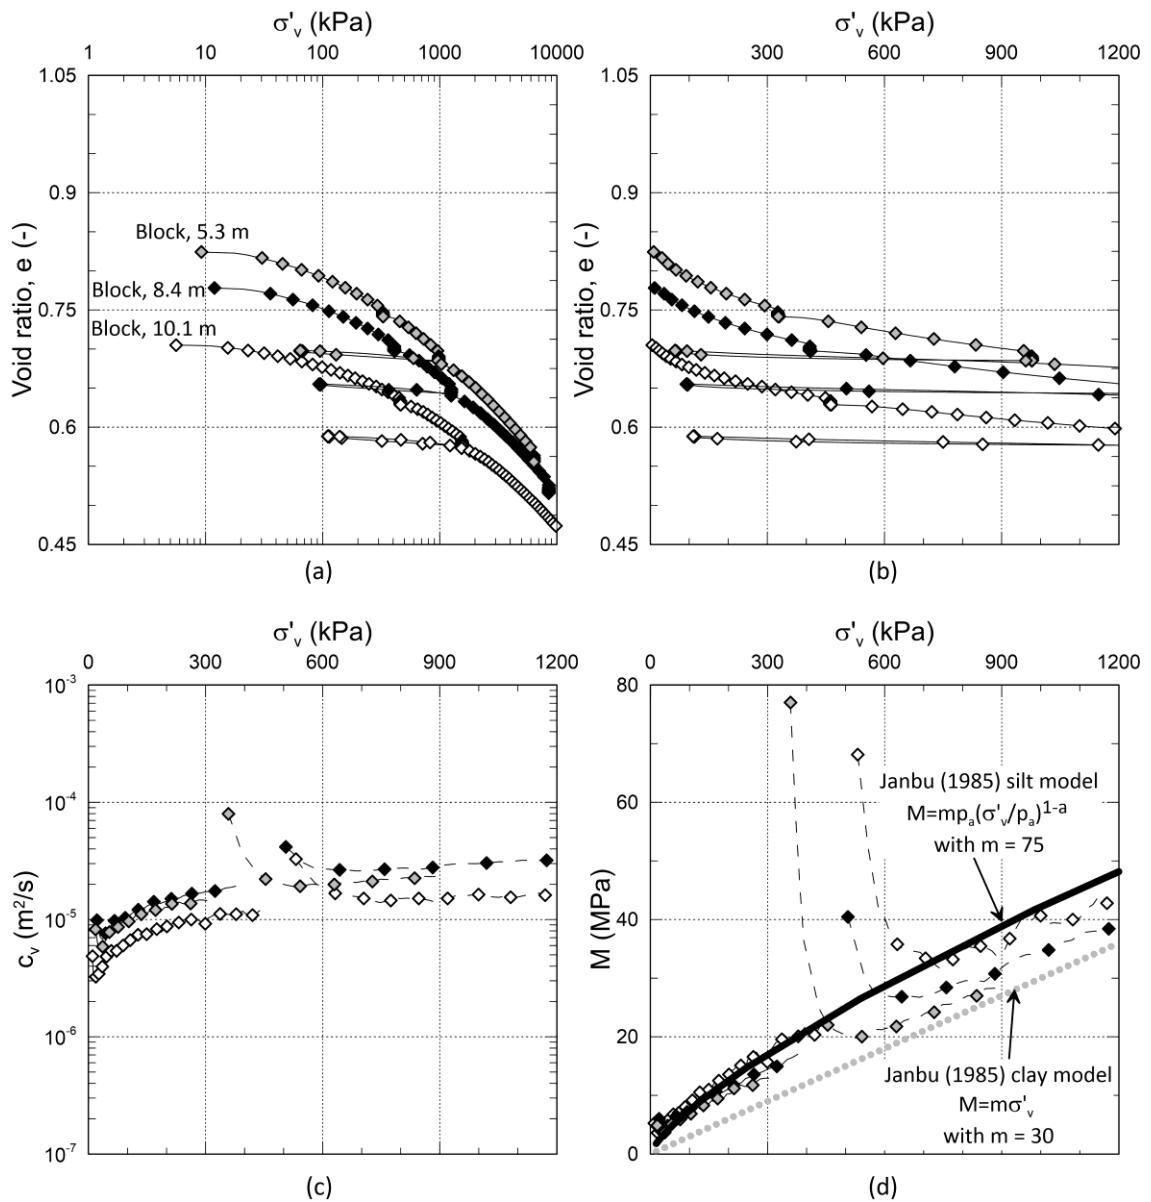 σ'v (kPa)
1 10 100 1000 10000
1.05
0.9
0.75
0.6
0.45
Void ratio, e (-)
Block, 5.3 m
Block, 8.4 m
Block, 10.1 m
(a)
σ'v (kPa)
300 600 900 1200
1.05
0.9
0.75
0.6
0.45
Void ratio, e (-)
(b)
σ'v (kPa)
0 300 600 900 1200
10-3
10-4
10-5
10-6
10-7
cv (m2/s)
(c)
σ'v (kPa)
0 300 600 900 1200
80
60
40
20
0
M (MPa)
Janbu (1985) silt model
M=mpa(σ'v/pa)1-a
with m = 75
Janbu (1985) clay model
M=mσ'v
with m = 30
(d)